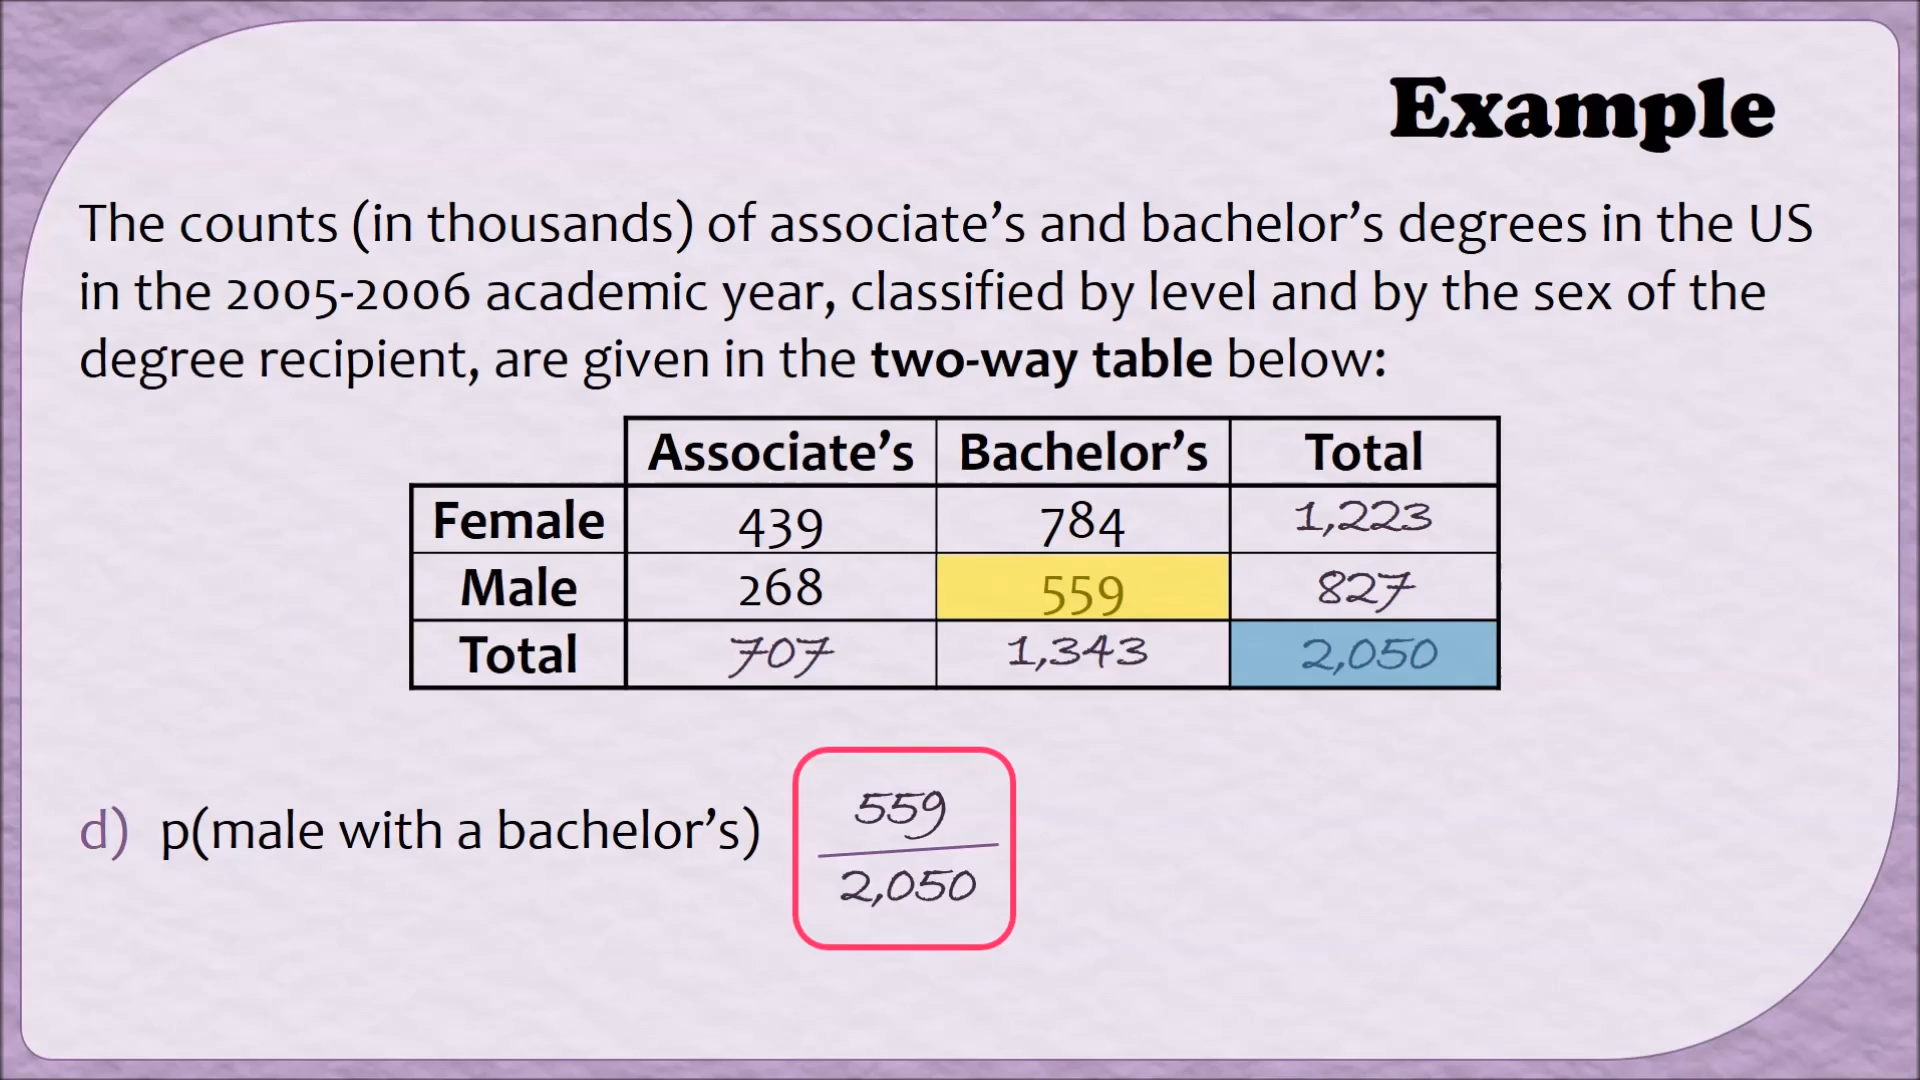 Example
The counts (in thousands) of associate’s and bachelor’s degrees in the US
in the 2005-2006 academic year, classified by level and by the sex of the
degree recipient, are given in the two-way table below:
Associate’s Bachelor’s Total
Female 439 784 1,223
Male 268 559 827
Total 707 1,343 2,050
d) p(male with a bachelor’s)
559
2,050